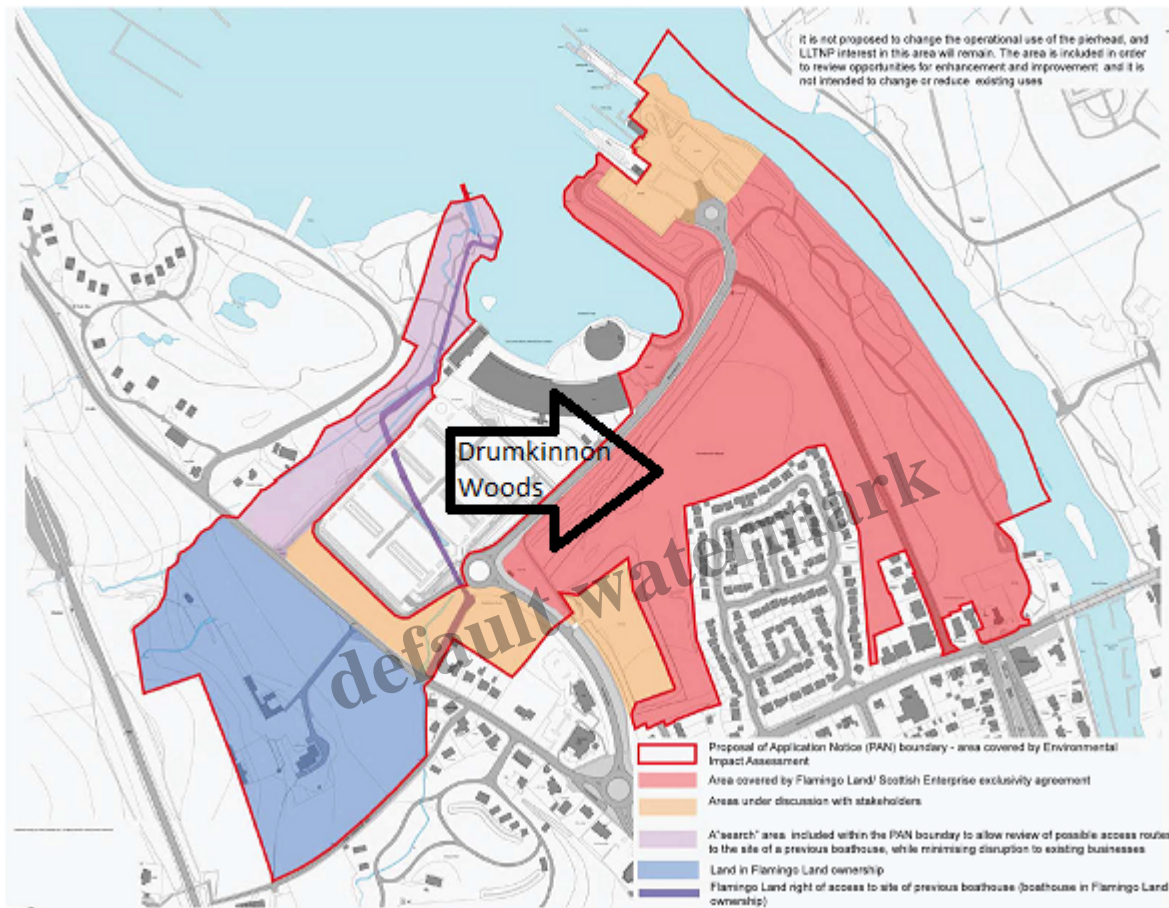 it is not proposed to change the operational use of the pierhead, and
LLTNP interest in this area will remain. The area is included in order
to review opportunities for enhancement and improvement and it is
not intended to change or reduce existing uses
Drumkinnon
Woods
default watermark
Proposal of Application Notice (PAN) boundary - area covered by Environmental
Impact Assessment
Area covered by Flamingo Land/ Scottish Enterprise exclusivity agreement
Areas under discussion with stakeholders
A"search" area included within the PAN bounday to allow review of possible access routes
to the site of a previous boathouse, while minimising disruption to existing businesses
Land in Flamingo Land ownership
Flamingo Land right of access to site of previous boathouse (boathouse in Flamingo Land
ownership)